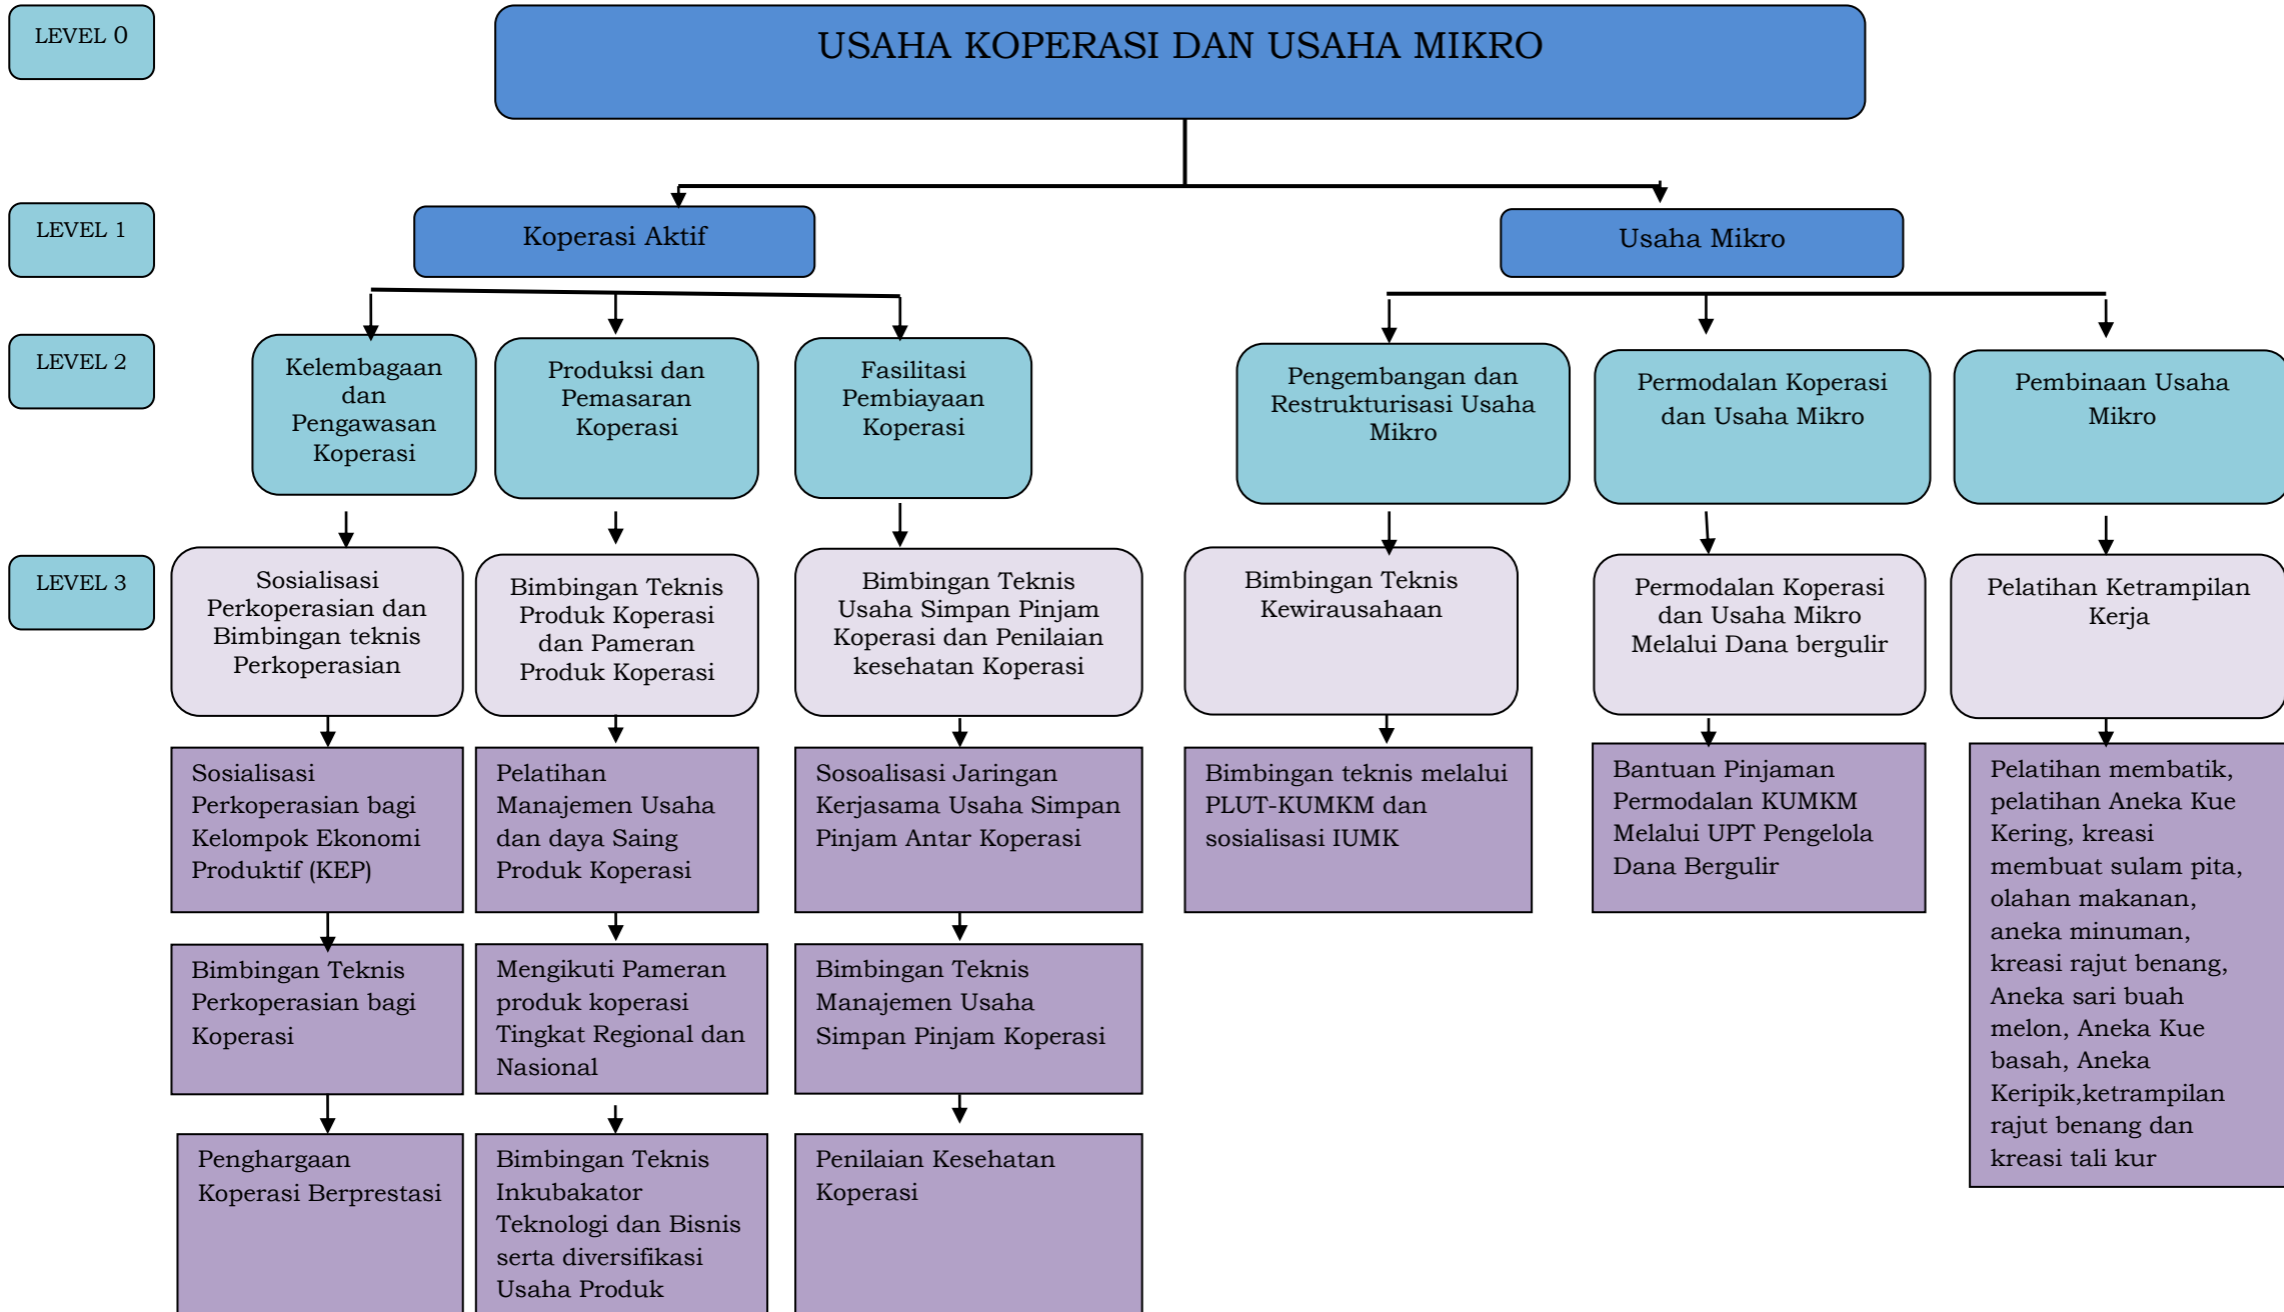 LEVEL 0
USAHA KOPERASI DAN USAHA MIKRO
LEVEL 1
Koperasi Aktif
Usaha Mikro
LEVEL 2
Kelembagaan
dan
Pengawasan
Koperasi
Produksi dan
Pemasaran
Koperasi
Fasilitasi
Pembiayaan
Koperasi
Pengembangan dan
Restrukturisasi Usaha
Mikro
Permodalan Koperasi
dan Usaha Mikro
Pembinaan Usaha
Mikro
LEVEL 3
Sosialisasi
Perkoperasian dan
Bimbingan teknis
Perkoperasian
Bimbingan Teknis
Produk Koperasi
dan Pameran
Produk Koperasi
Bimbingan Teknis
Usaha Simpan Pinjam
Koperasi dan Penilaian
kesehatan Koperasi
Bimbingan Teknis
Kewirausahaan
Permodalan Koperasi
dan Usaha Mikro
Melalui Dana bergulir
Pelatihan Ketrampilan
Kerja
Sosialisasi
Perkoperasian bagi
Kelompok Ekonomi
Produktif (KEP)
Pelatihan
Manajemen Usaha
dan daya Saing
Produk Koperasi
Sosoalisasi Jaringan
Kerjasama Usaha Simpan
Pinjam Antar Koperasi
Bimbingan teknis melalui
PLUT-KUMKM dan
sosialisasi IUMK
Bantuan Pinjaman
Permodalan KUMKM
Melalui UPT Pengelola
Dana Bergulir
Pelatihan membatik,
pelatihan Aneka Kue
Kering, kreasi
membuat sulam pita,
olahan makanan,
aneka minuman,
kreasi rajut benang,
Aneka sari buah
melon, Aneka Kue
basah, Aneka
Keripik,ketrampilan
rajut benang dan
kreasi tali kur
Bimbingan Teknis
Perkoperasian bagi
Koperasi
Mengikuti Pameran
produk koperasi
Tingkat Regional dan
Nasional
Bimbingan Teknis
Manajemen Usaha
Simpan Pinjam Koperasi
Penghargaan
Koperasi Berprestasi
Bimbingan Teknis
Inkubakator
Teknologi dan Bisnis
serta diversifikasi
Usaha Produk
Penilaian Kesehatan
Koperasi